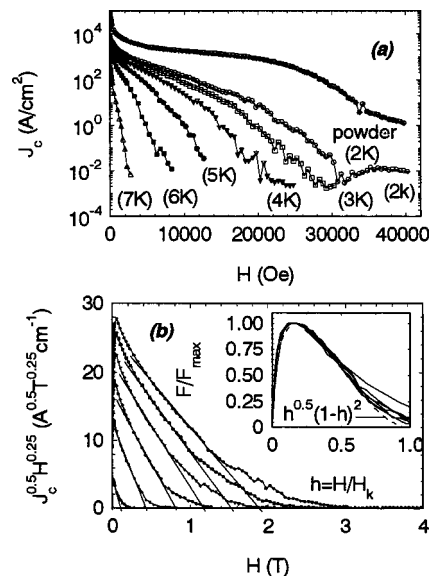 (a)
10⁴
10²
10⁰
10⁻²
10⁻⁴
J_c (A/cm²)
powder
(2K)
(7K)
(6K)
(5K)
(4K)
(3K)
(2k)
0
10000
20000
30000
40000
H (Oe)
(b)
30
20
10
0
J_c^0.5H^0.25 (A^0.5T^0.25cm^-1)
F/F_max
1.00
0.75
0.50
0.25
h^0.5(1-h)^2
0.0
0.5
1.0
h=H/H_k
0
1
2
3
4
H (T)